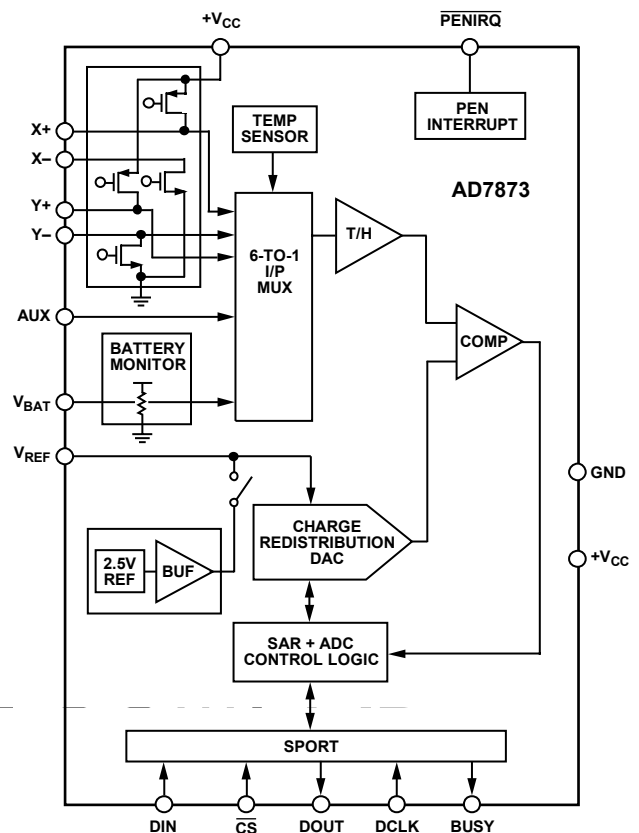 +VCC
PENIRQ
PEN
INTERRUPT
TEMP
SENSOR
AD7873
X+
X–
Y+
Y–
6-TO-1
I/P
MUX
T/H
AUX
COMP
BATTERY
MONITOR
VBAT
VREF
GND
CHARGE
REDISTRIBUTION
DAC
+VCC
2.5V
REF
BUF
SAR + ADC
CONTROL LOGIC
SPORT
DIN
CS
DOUT
DCLK
BUSY